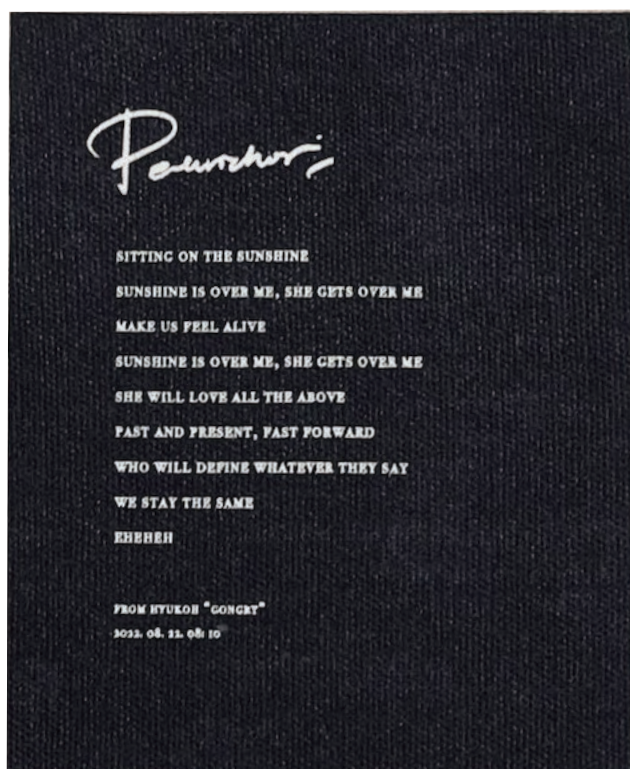 SITTING ON THE SUNSHINE
SUNSHINE IS OVER ME, SHE GETS OVER ME
MAKE US FEEL ALIVE
SUNSHINE IS OVER ME, SHE GETS OVER ME
SHE WILL LOVE ALL THE ABOVE
PAST AND PRESENT, FAST FORWARD
WHO WILL DEFINE WHATEVER THEY SAY
WE STAY THE SAME
EHEHEH
FROM HYUKOH "GONGRY"
2022. 08. 22. 08: 10